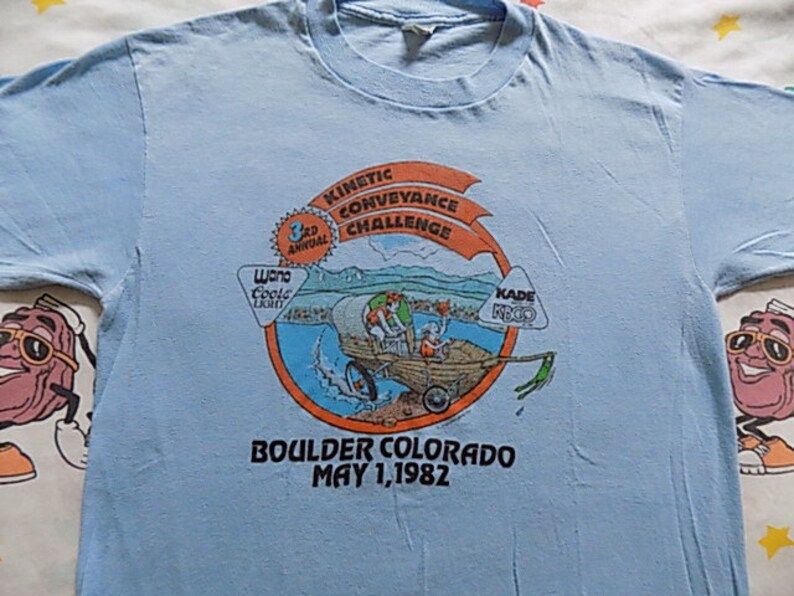 KINETIC
CONVEYANCE
CHALLENGE
3RD
ANNUAL
Coors
LIGHT
KADE
KBCO
BOULDER COLORADO
MAY 1, 1982